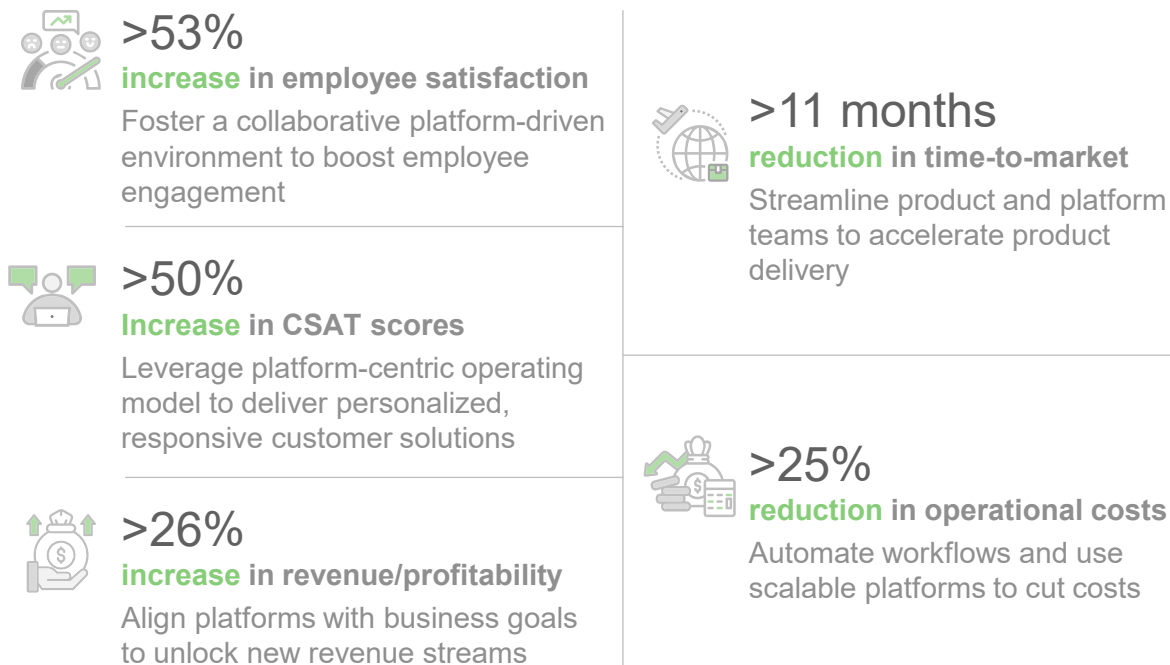 >53%
increase in employee satisfaction
Foster a collaborative platform-driven
environment to boost employee
engagement
>50%
Increase in CSAT scores
Leverage platform-centric operating
model to deliver personalized,
responsive customer solutions
>26%
increase in revenue/profitability
Align platforms with business goals
to unlock new revenue streams
>11 months
reduction in time-to-market
Streamline product and platform
teams to accelerate product
delivery
>25%
reduction in operational costs
Automate workflows and use
scalable platforms to cut costs